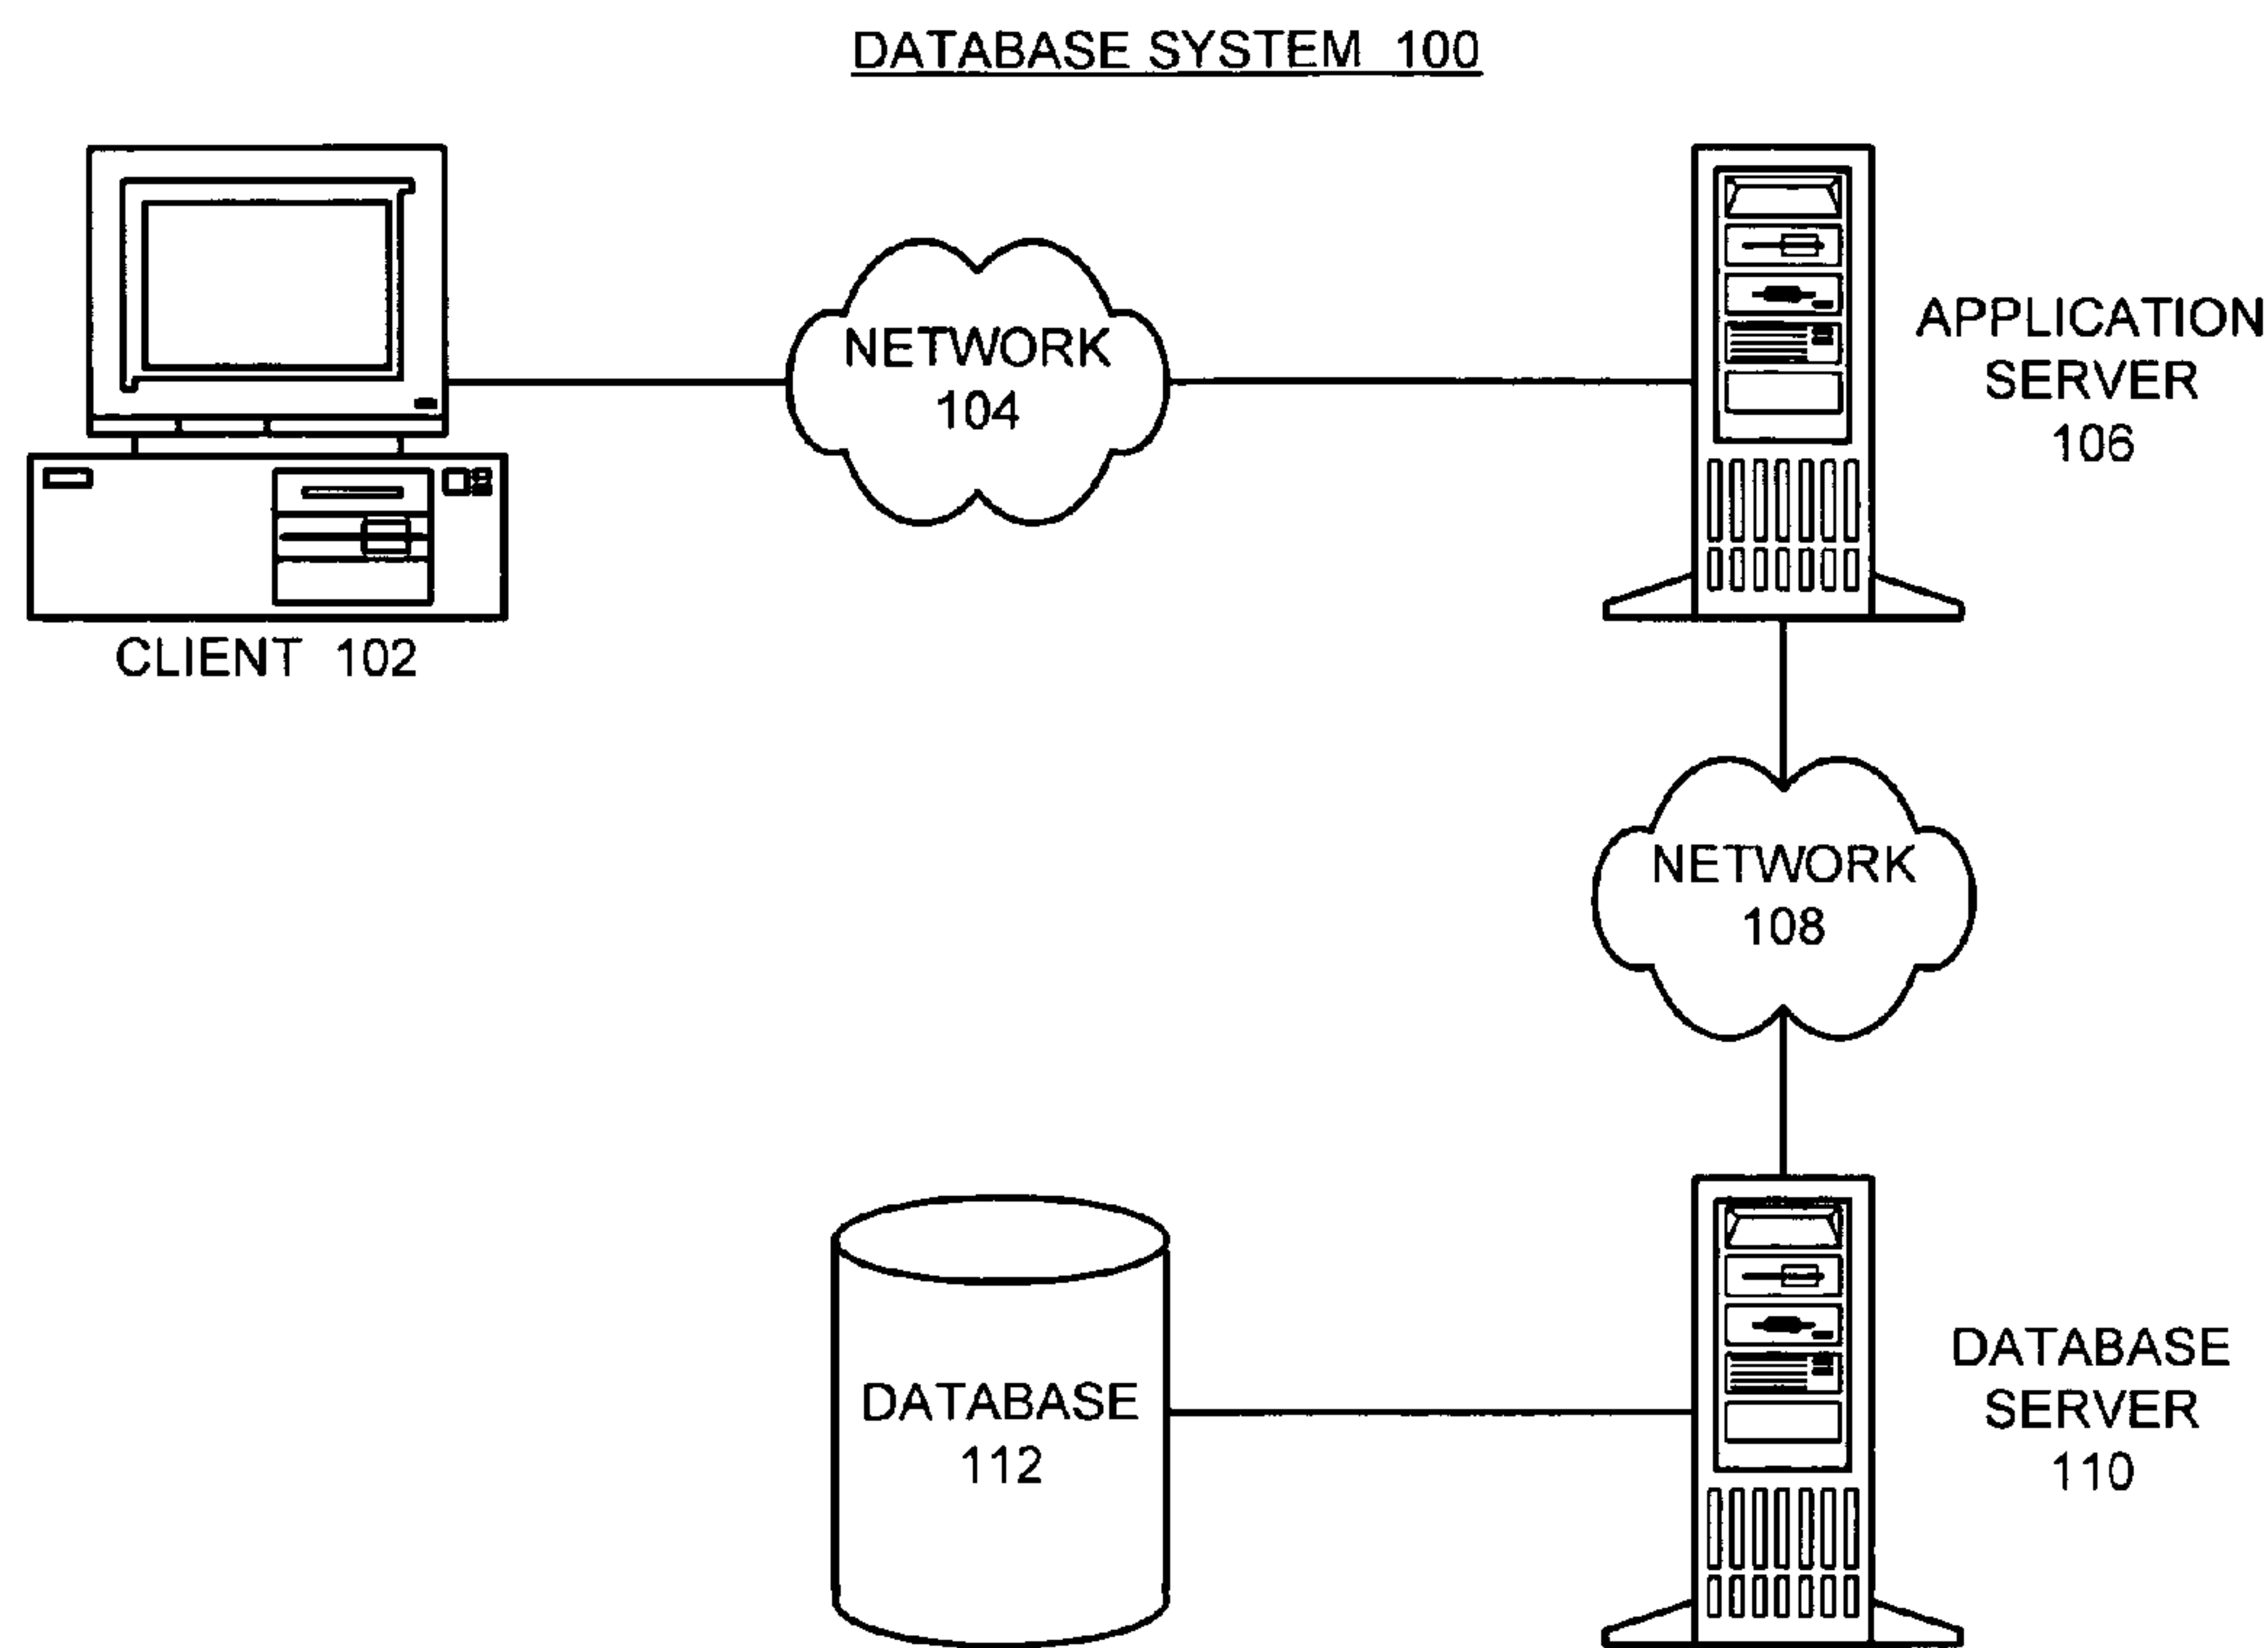 DATABASE SYSTEM 100
NETWORK
104
APPLICATION
SERVER
106
CLIENT 102
NETWORK
108
DATABASE
112
DATABASE
SERVER
110